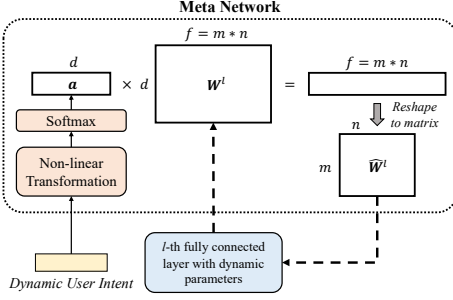 Meta Network
d
f = m * n
a
× d
W^l
=
f = m * n
Softmax
Reshape
to matrix
n
Non-linear
Transformation
m
Ŵ^l
l-th fully connected
layer with dynamic
parameters
Dynamic User Intent